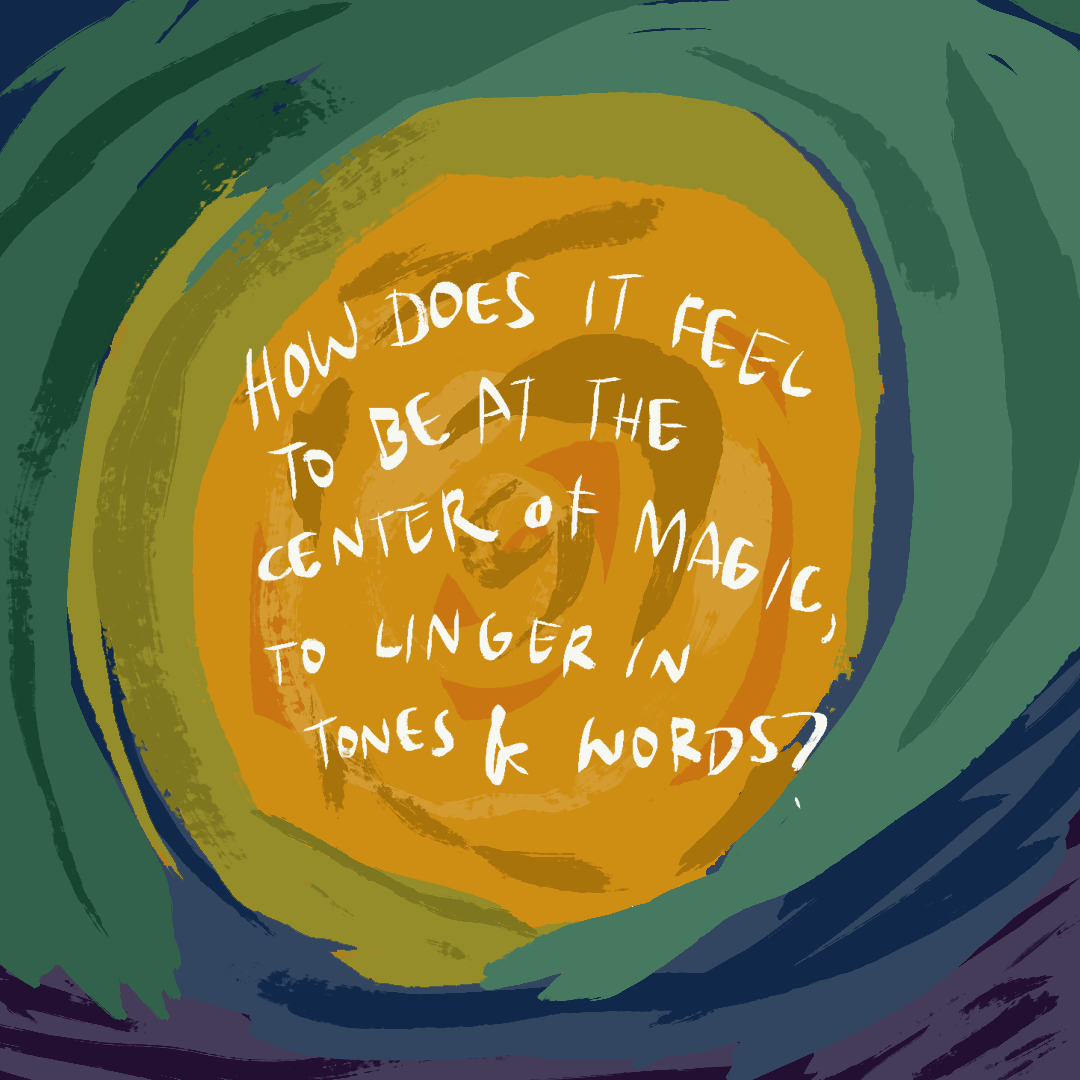 HOW DOES IT FEEL
TO BE AT THE
CENTER OF MAGIC,
TO LINGER IN
TONES & WORDS?